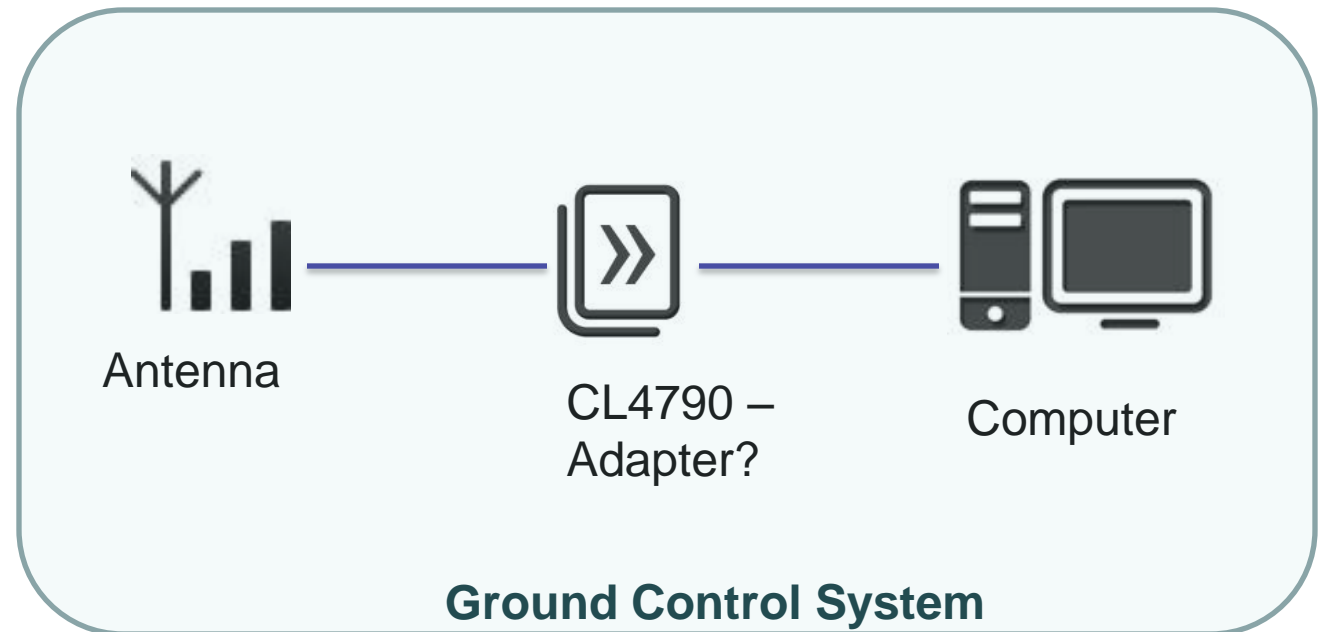 Antenna
CL4790 –
Adapter?
Computer
Ground Control System